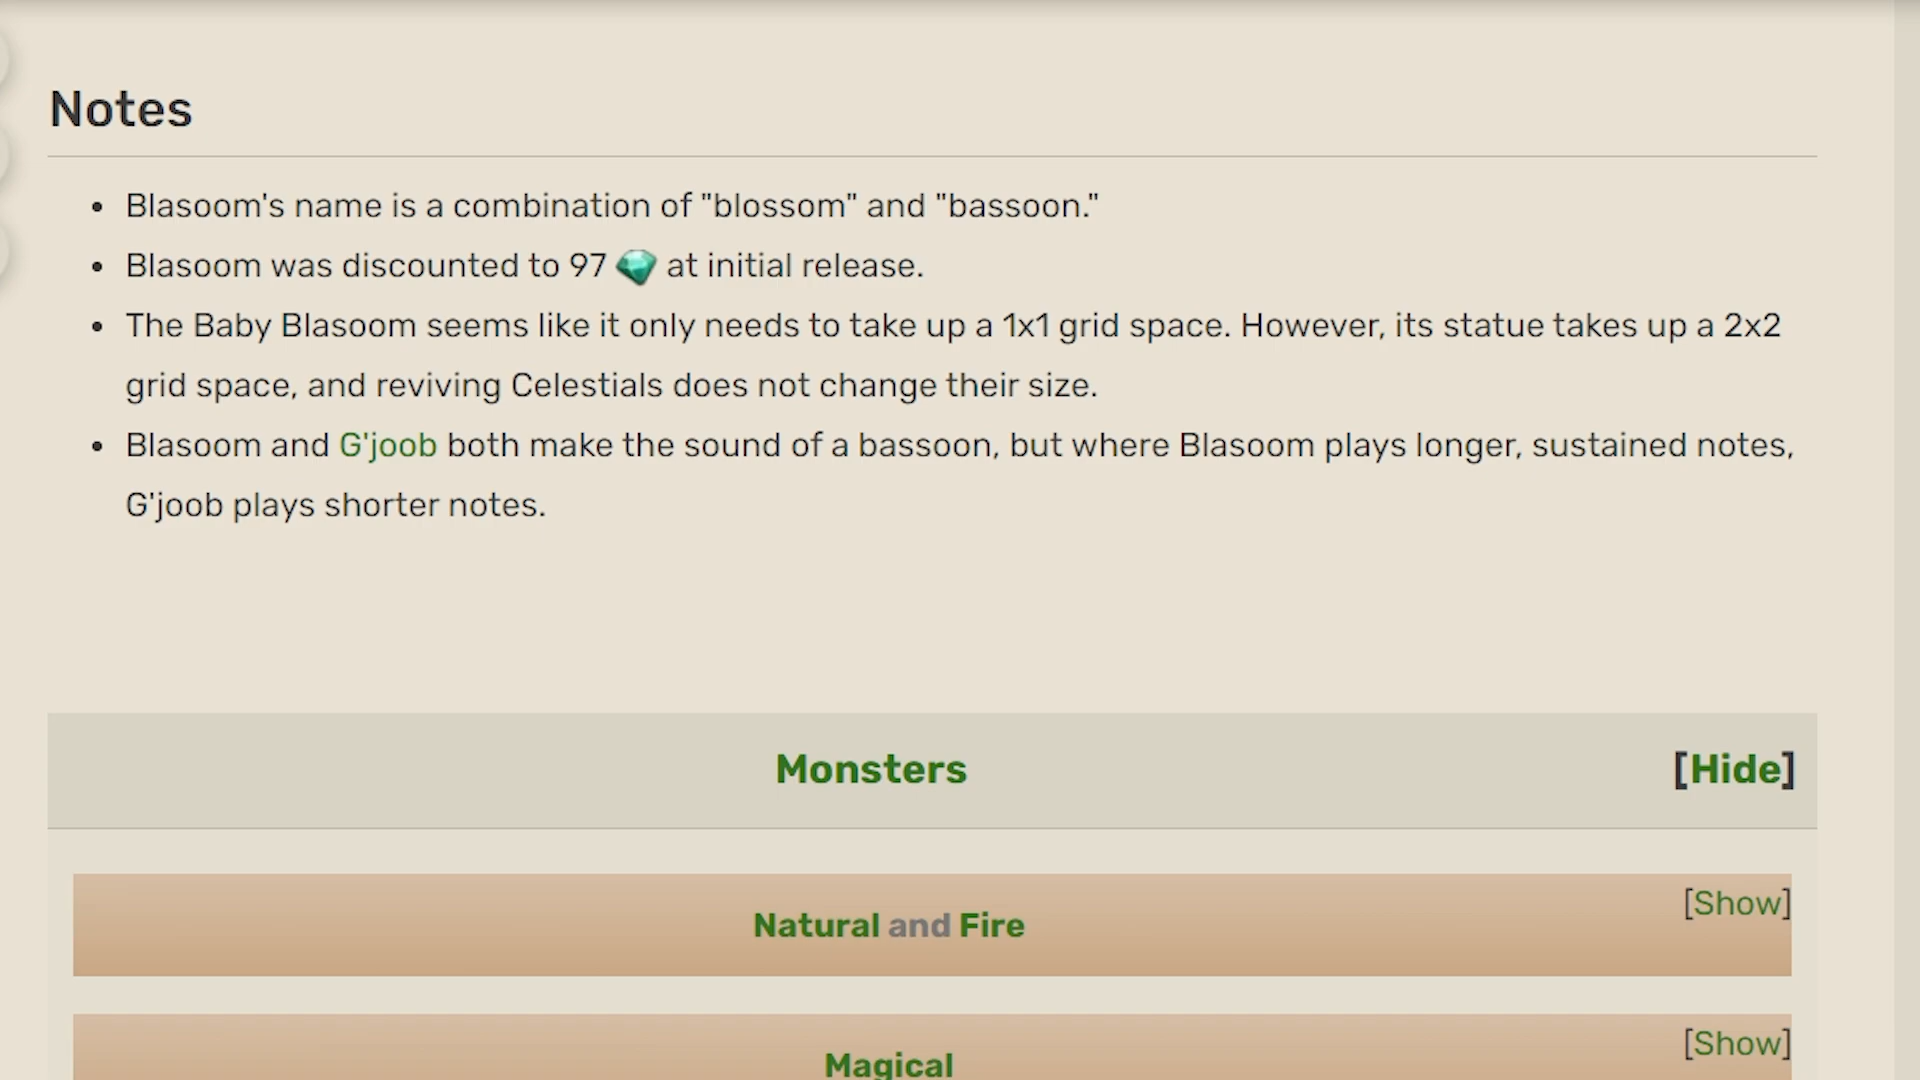 Notes
Blasoom's name is a combination of "blossom" and "bassoon."
Blasoom was discounted to 97 at initial release.
The Baby Blasoom seems like it only needs to take up a 1x1 grid space. However, its statue takes up a 2x2
grid space, and reviving Celestials does not change their size.
Blasoom and G'joob both make the sound of a bassoon, but where Blasoom plays longer, sustained notes,
G'joob plays shorter notes.
Monsters [Hide]
Natural and Fire [Show]
Magical [Show]